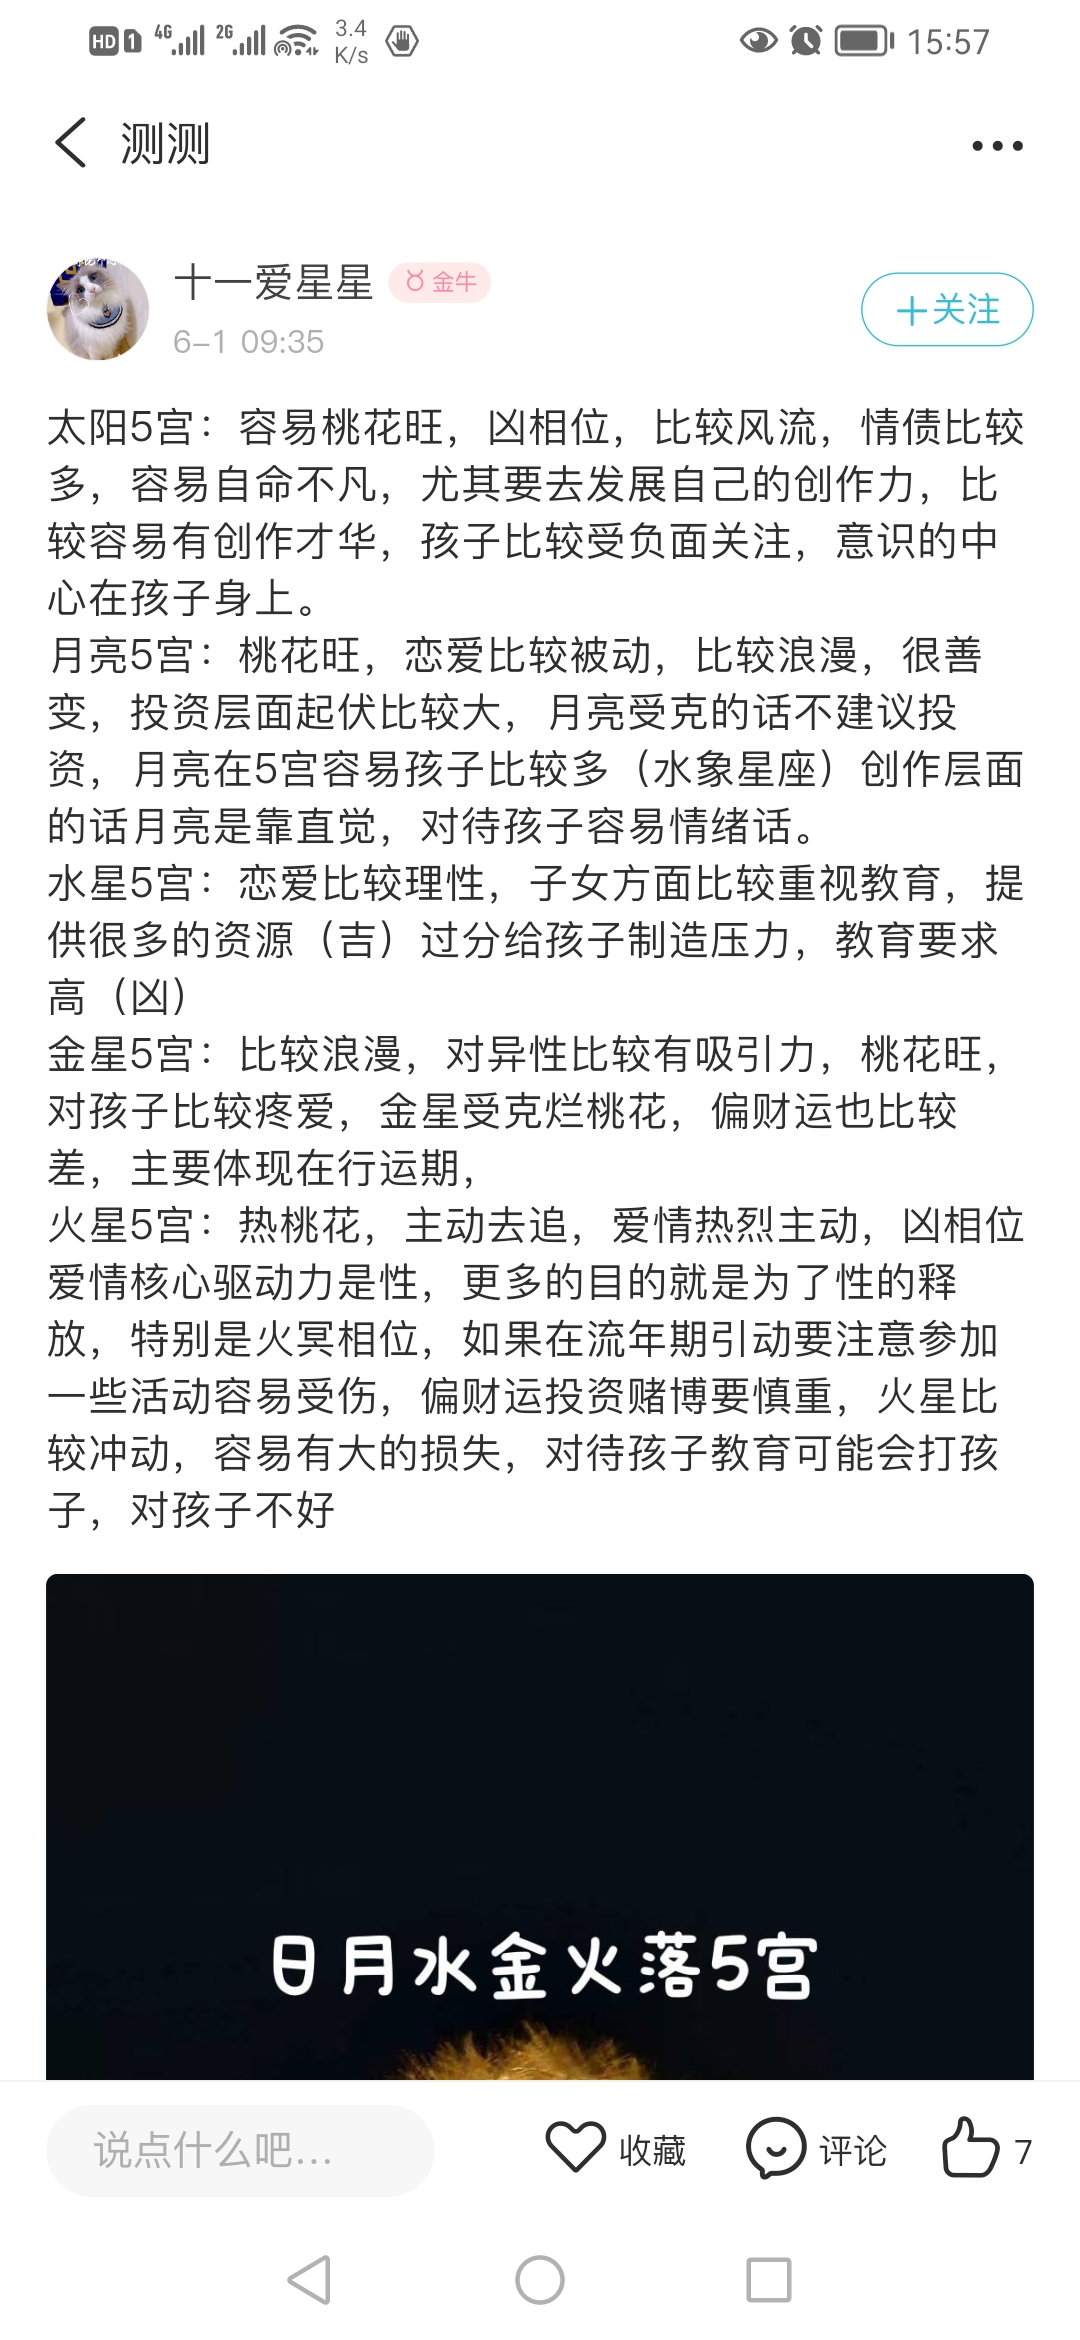 HD 1 4G 2G 3.4 K/s 15:57
测测
十一爱星星 金牛
6-1 09:35
+关注
太阳5宫：容易桃花旺，凶相位，比较风流，情债比较
多，容易自命不凡，尤其要去发展自己的创作力，比
较容易有创作才华，孩子比较受负面关注，意识的中
心在孩子身上。
月亮5宫：桃花旺，恋爱比较被动，比较浪漫，很善
变，投资层面起伏比较大，月亮受克的话不建议投
资，月亮在5宫容易孩子比较多（水象星座）创作层面
的话月亮是靠直觉，对待孩子容易情绪话。
水星5宫：恋爱比较理性，子女方面比较重视教育，提
供很多的资源（吉）过分给孩子制造压力，教育要求
高（凶）
金星5宫：比较浪漫，对异性比较有吸引力，桃花旺，
对孩子比较疼爱，金星受克烂桃花，偏财运也比较
差，主要体现在行运期，
火星5宫：热桃花，主动去追，爱情热烈主动，凶相位
爱情核心驱动力是性，更多的目的就是为了性的释
放，特别是火冥相位，如果在流年期引动要注意参加
一些活动容易受伤，偏财运投资赌博要慎重，火星比
较冲动，容易有大的损失，对待孩子教育可能会打孩
子，对孩子不好
日月水金火落5宫
说点什么吧... 收藏 评论 7